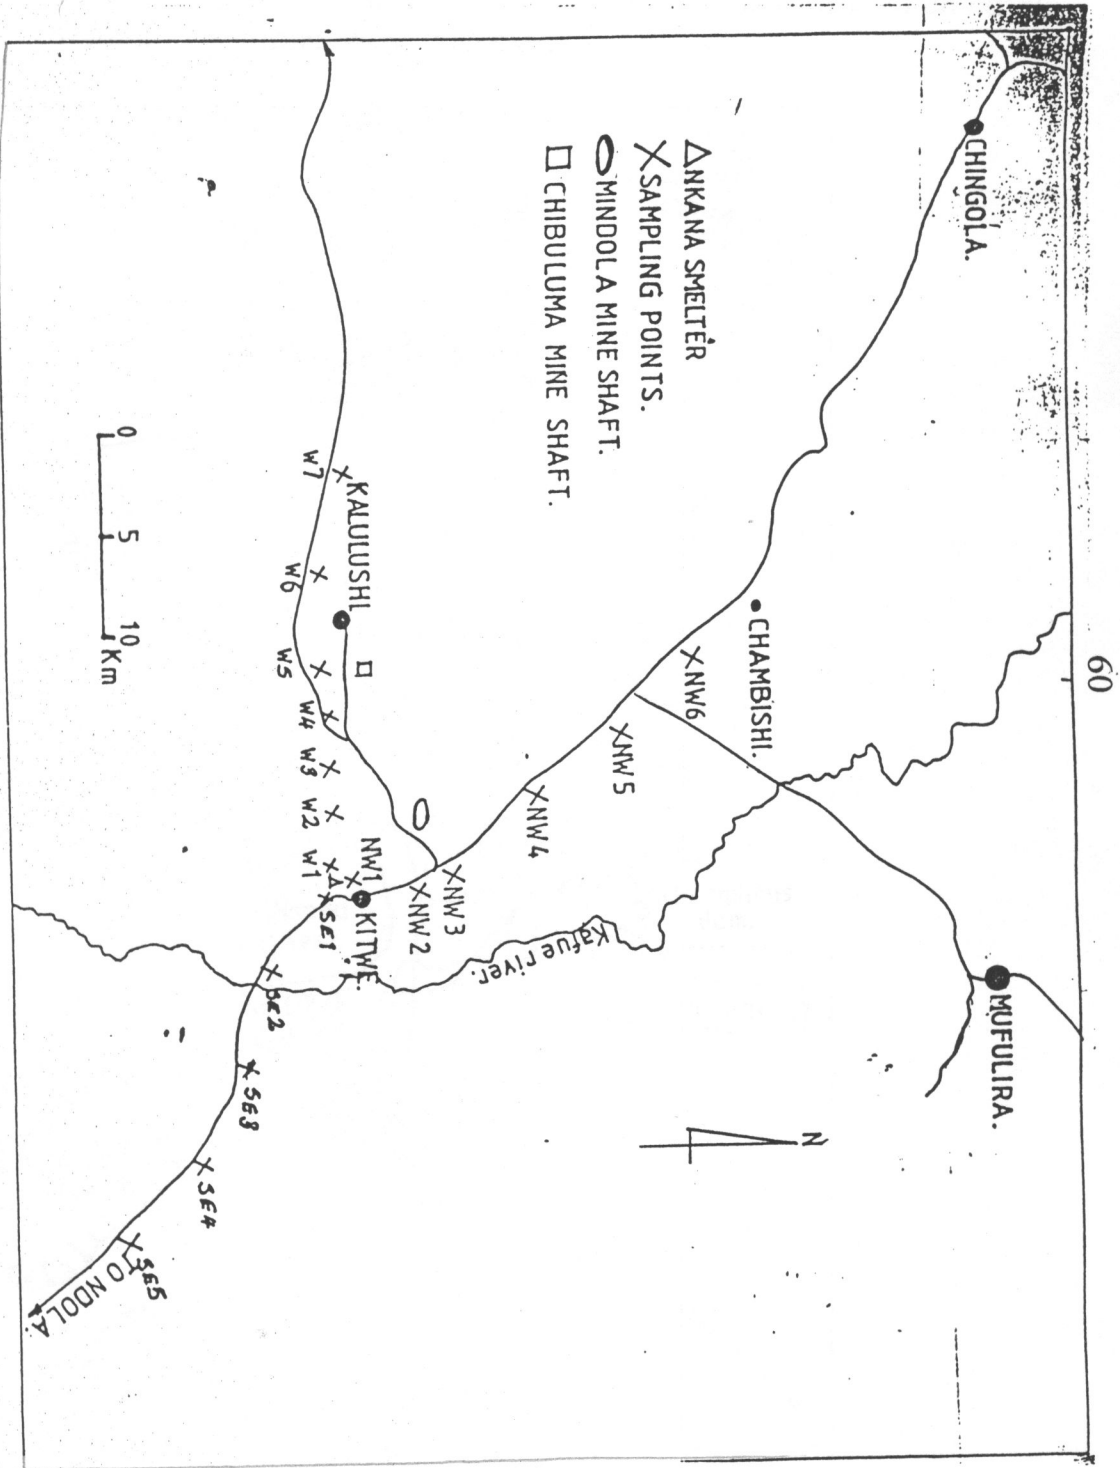 60
CHINGOLA.
MUFULIRA.
CHAMBISHI.
N
NKANA SMELTER
SAMPLING POINTS.
MINDOLA MINE SHAFT.
CHIBULUMA MINE SHAFT.
NW6
NW5
NW4
NW3
NW2
NW1
Kafue river.
KITWE.
KALULUSHI
W7
W6
W5
W4
W3
W2
W1
SE1
SE2
SE3
SE4
SE5
TO NDOLA.
0
5
10
Km